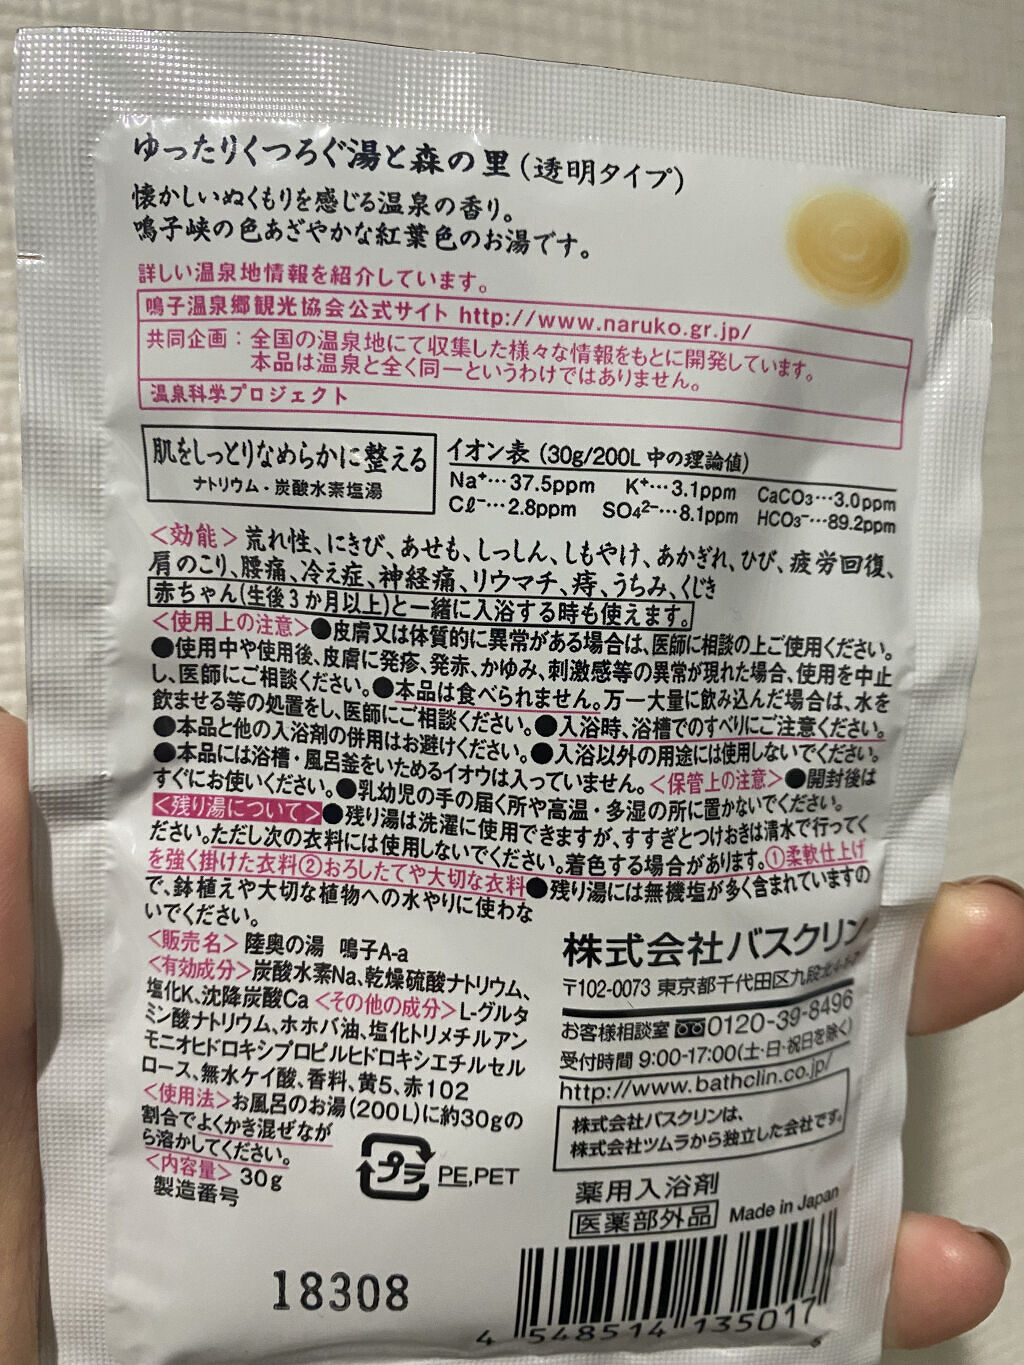 ゆったりくつろぐ湯と森の里(透明タイプ)
懐かしいぬくもりを感じる温泉の香り。
鳴子峡の色あざやかな紅葉色のお湯です。
詳しい温泉地情報を紹介しています。
鳴子温泉郷観光協会公式サイト http://www.naruko.gr.jp/
共同企画：全国の温泉地にて収集した様々な情報をもとに開発しています。
本品は温泉と全く同一というわけではありません。
温泉科学プロジェクト
肌をしっとりなめらかに整える
ナトリウム・炭酸水素塩湯
イオン表 (30g/200L 中の理論値)
Na⁺…37.5ppm K⁺…3.1ppm CaCO₃…3.0ppm
Cℓ⁻…2.8ppm SO₄²⁻…8.1ppm HCO₃⁻…89.2ppm
<効能>荒れ性、にきび、あせも、しっしん、しもやけ、あかぎれ、ひび、疲労回復、
肩のこり、腰痛、冷え症、神経痛、リウマチ、痔、うちみ、くじき
赤ちゃん(生後3か月以上)と一緒に入浴する時も使えます。
<使用上の注意>●皮膚又は体質的に異常がある場合は、医師に相談の上ご使用ください。
●使用中や使用後、皮膚に発疹、発赤、かゆみ、刺激感等の異常が現れた場合、使用を中止
し、医師にご相談ください。●本品は食べられません。万一大量に飲み込んだ場合は、水を
飲ませる等の処置をし、医師にご相談ください。●入浴時、浴槽でのすべりにご注意ください。
●本品と他の入浴剤の併用はお避けください。●入浴以外の用途には使用しないでください。
●本品には浴槽・風呂釜をいためるイオウは入っていません。<保管上の注意>●開封後は
すぐにお使いください。●乳幼児の手の届く所や高温・多湿の所に置かないでください。
<残り湯について>●残り湯は洗濯に使用できますが、すすぎとつけおきは清水で行ってく
ださい。ただし次の衣料には使用しないでください。着色する場合があります。①柔軟仕上げ
を強く掛けた衣料②おろしたてや大切な衣料●残り湯には無機塩が多く含まれていますの
で、鉢植えや大切な植物への水やりに使わな
いでください。
<販売名>陸奥の湯 鳴子A-a
<有効成分>炭酸水素Na、乾燥硫酸ナトリウム、
塩化K、沈降炭酸Ca<その他の成分>L-グルタ
ミン酸ナトリウム、ホホバ油、塩化トリメチルアン
モニオヒドロキシプロピルヒドロキシエチルセル
ロース、無水ケイ酸、香料、黄5、赤102
<使用法>お風呂のお湯(200L)に約30gの
割合でよくかき混ぜなが
ら溶かしてください。
<内容量>30g
製造番号
18308
プラ PE,PET
株式会社バスクリン
〒102-0073 東京都千代田区九段北
お客様相談室 0120-39-8496
受付時間 9:00-17:00(土・日・祝日を除く)
http://www.bathclin.co.jp/
株式会社バスクリンは、
株式会社ツムラから独立した会社です。
薬用入浴剤
医薬部外品 Made in Japan
4 548514 135017